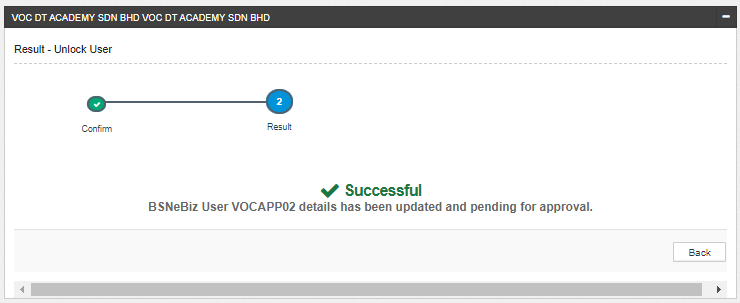 VOC DT ACADEMY SDN BHD VOC DT ACADEMY SDN BHD
Result - Unlock User
2
Confirm
Result
Successful
BSNeBiz User VOCAPP02 details has been updated and pending for approval.
Back